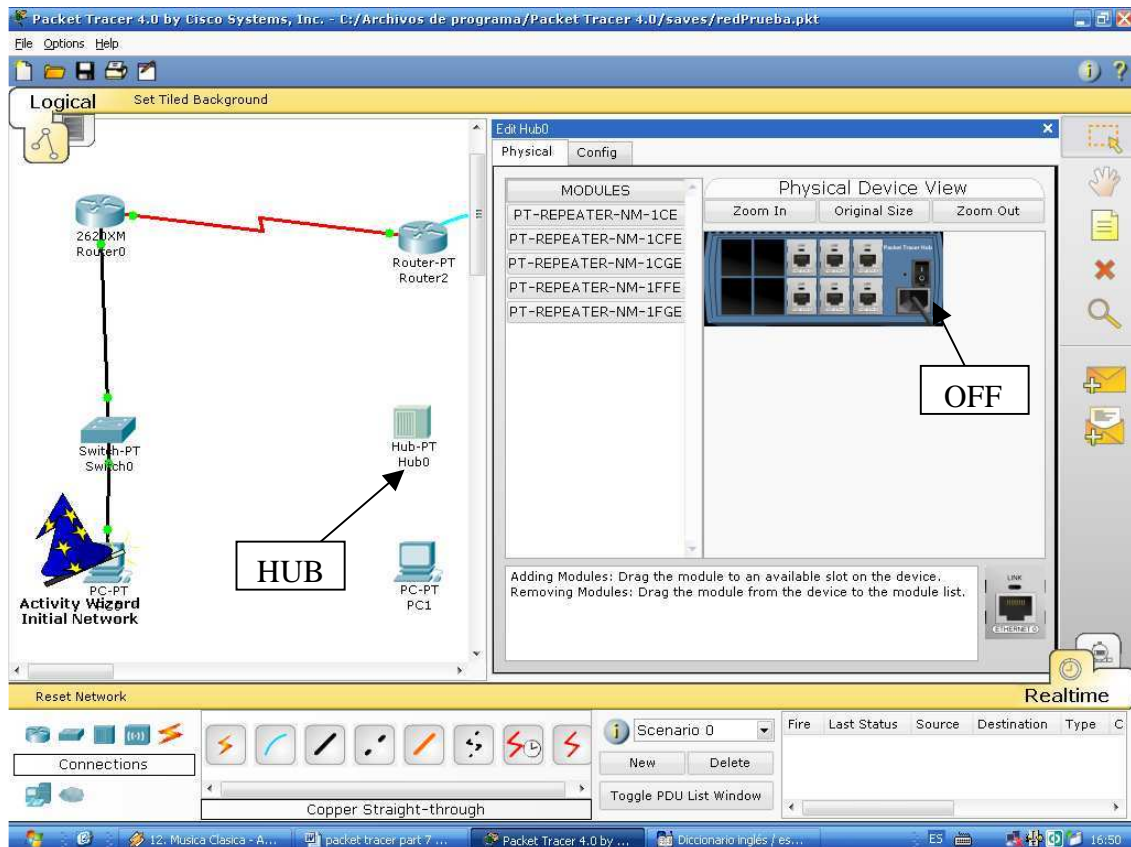 Packet Tracer 4.0 by Cisco Systems, Inc. - C:/Archivos de programa/Packet Tracer 4.0/saves/redPrueba.pkt
File Options Help
Logical Set Tiled Background
2620XM
Router0
Router-PT
Router2
Switch-PT
Switch0
Hub-PT
Hub0
HUB
PC-PT
Activity Wizard
Initial Network
PC-PT
PC1
Edit Hub0
Physical Config
MODULES
PT-REPEATER-NM-1CE
PT-REPEATER-NM-1CFE
PT-REPEATER-NM-1CGE
PT-REPEATER-NM-1FFE
PT-REPEATER-NM-1FGE
Physical Device View
Zoom In Original Size Zoom Out
Packet Tracer Hub
OFF
Adding Modules: Drag the module to an available slot on the device.
Removing Modules: Drag the module from the device to the module list.
LINK
ETHERNET 0
Reset Network Realtime
Connections
Copper Straight-through
Scenario 0
New Delete
Toggle PDU List Window
Fire Last Status Source Destination Type C
12. Musica Clasica - A... packet tracer part 7 ... Packet Tracer 4.0 by ... Diccionario inglés / es... ES 16:50